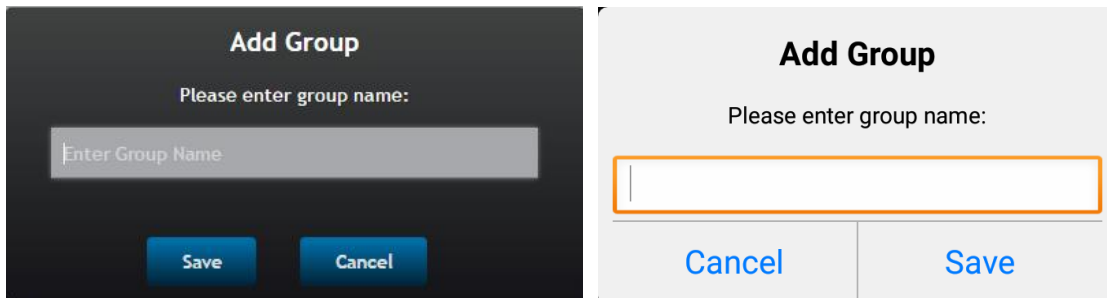 Add Group
Please enter group name:
Enter Group Name
Save Cancel
Add Group
Please enter group name:
Cancel Save